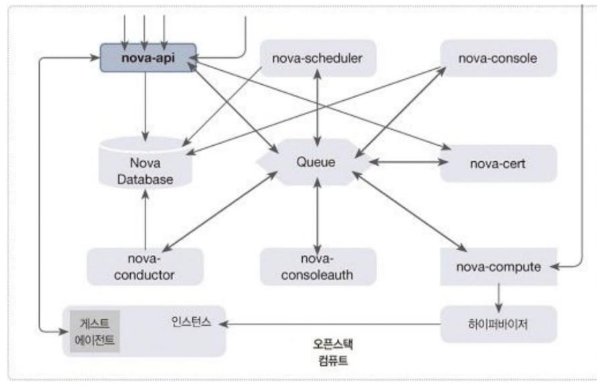 nova-api
nova-scheduler
nova-console
Nova
Database
Queue
nova-cert
nova-
conductor
nova-
consoleauth
nova-compute
게스트
에이전트
인스턴스
하이퍼바이저
오픈스택
컴퓨트